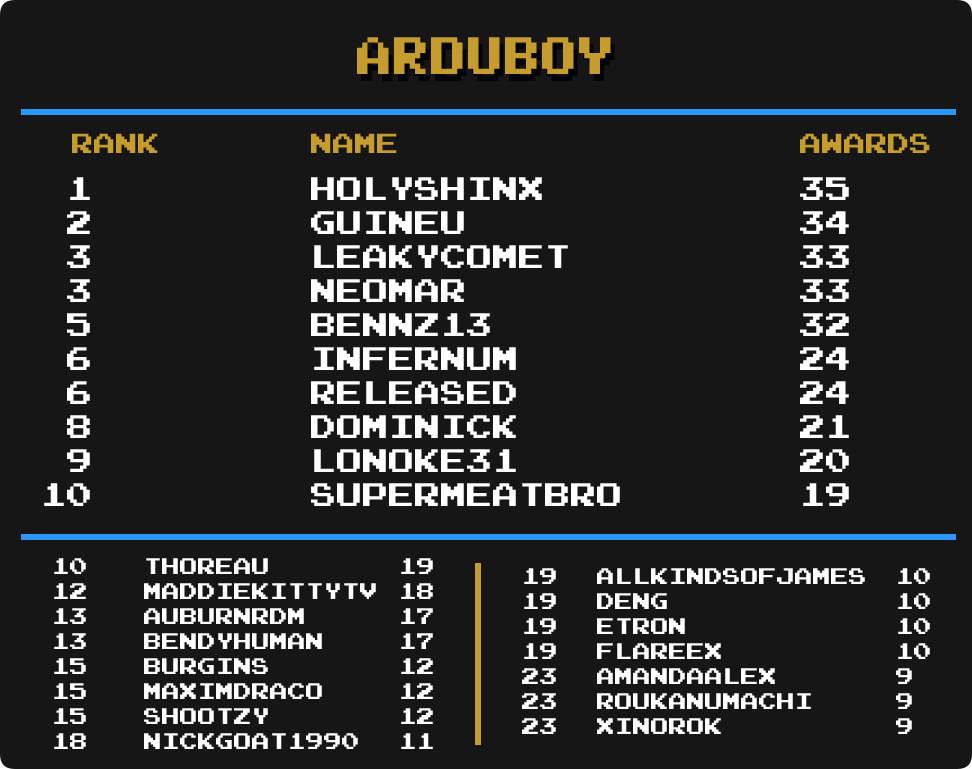 ARDUBOY
RANK NAME AWARDS
1 HOLYSHINX 35
2 GUINEU 34
3 LEAKYCOMET 33
3 NEOMAR 33
5 BENNZ13 32
6 INFERNUM 24
6 RELEASED 24
8 DOMINICK 21
9 LONOKE31 20
10 SUPERMEATBRO 19
10 THOREAU 19
12 MADDIEKITTYTV 18
13 AUBURNRDM 17
13 BENDYHUMAN 17
15 BURGINS 12
15 MAXIMDRACO 12
15 SHOOTZY 12
18 NICKGOAT1990 11
19 ALLKINDSOFJAMES 10
19 DENG 10
19 ETRON 10
19 FLAREEX 10
23 AMANDAALEX 9
23 ROUKANUMACHI 9
23 XINOROK 9